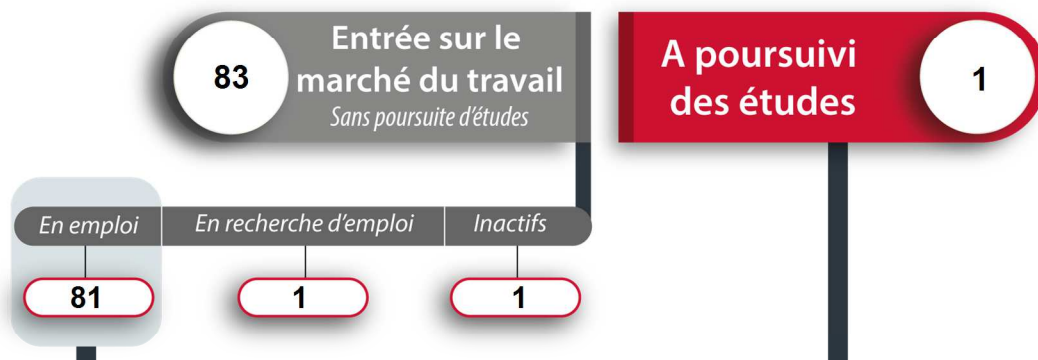 83
Entrée sur le
marché du travail
Sans poursuite d'études
A poursuivi
des études
1
En emploi
En recherche d'emploi
Inactifs
81
1
1